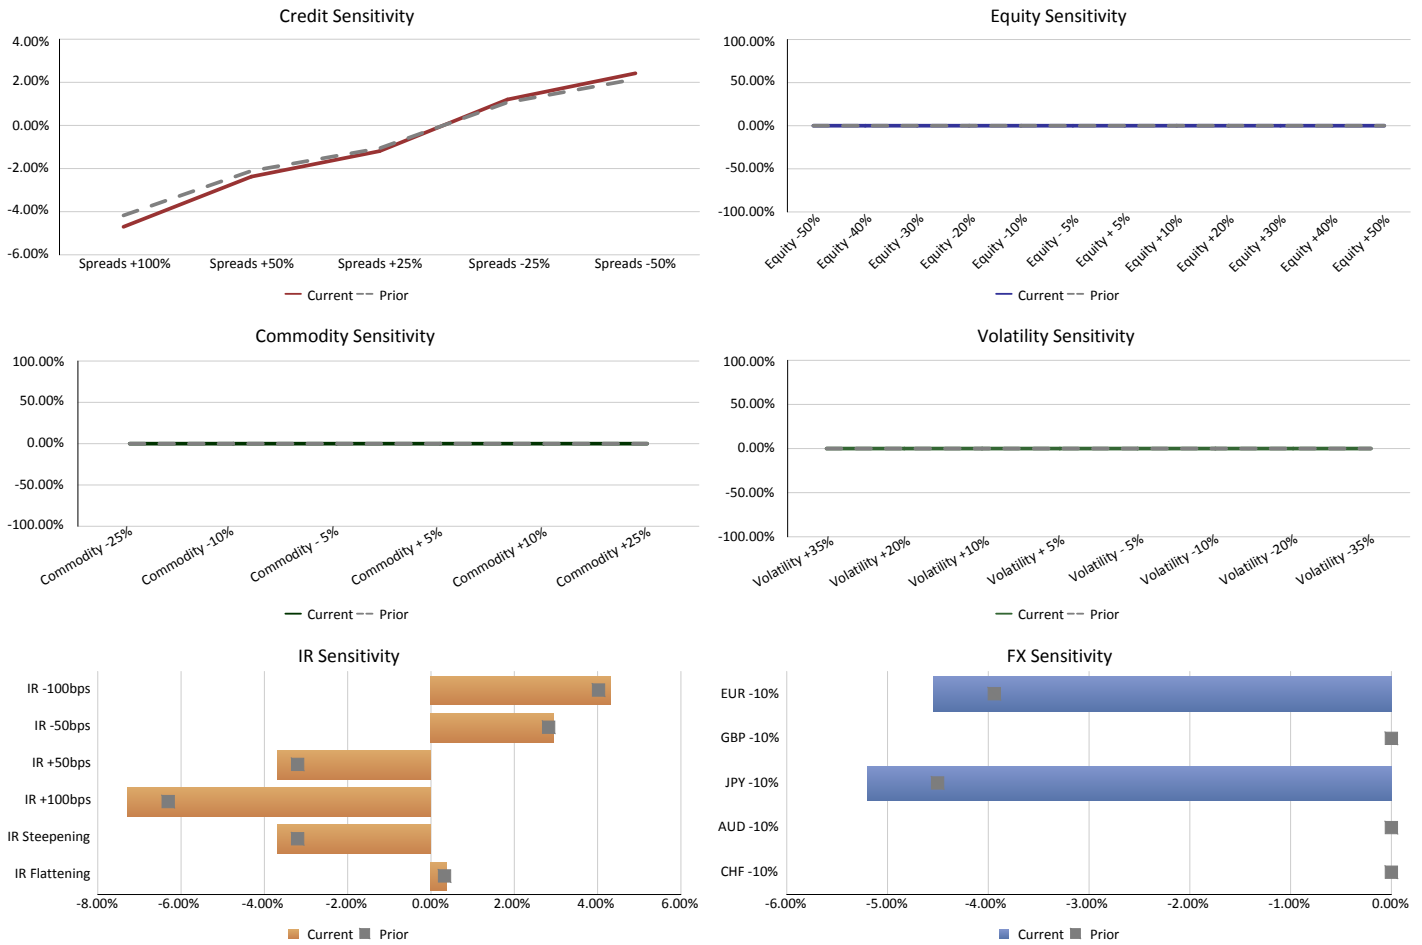 Credit Sensitivity
4.00%
2.00%
0.00%
-2.00%
-4.00%
-6.00%
Spreads +100% Spreads +50% Spreads +25% Spreads -25% Spreads -50%
Current Prior
Equity Sensitivity
100.00%
50.00%
0.00%
-50.00%
-100.00%
Equity -50% Equity -40% Equity -30% Equity -20% Equity -10% Equity - 5% Equity + 5% Equity +10% Equity +20% Equity +30% Equity +40% Equity +50%
Current Prior
Commodity Sensitivity
100.00%
50.00%
0.00%
-50.00%
-100.00%
Commodity -25% Commodity -10% Commodity - 5% Commodity + 5% Commodity +10% Commodity +25%
Current Prior
Volatility Sensitivity
100.00%
50.00%
0.00%
-50.00%
-100.00%
Volatility +35% Volatility +20% Volatility +10% Volatility + 5% Volatility - 5% Volatility -10% Volatility -20% Volatility -35%
Current Prior
IR Sensitivity
IR -100bps
IR -50bps
IR +50bps
IR +100bps
IR Steepening
IR Flattening
-8.00% -6.00% -4.00% -2.00% 0.00% 2.00% 4.00% 6.00%
Current Prior
FX Sensitivity
EUR -10%
GBP -10%
JPY -10%
AUD -10%
CHF -10%
-6.00% -5.00% -4.00% -3.00% -2.00% -1.00% 0.00%
Current Prior